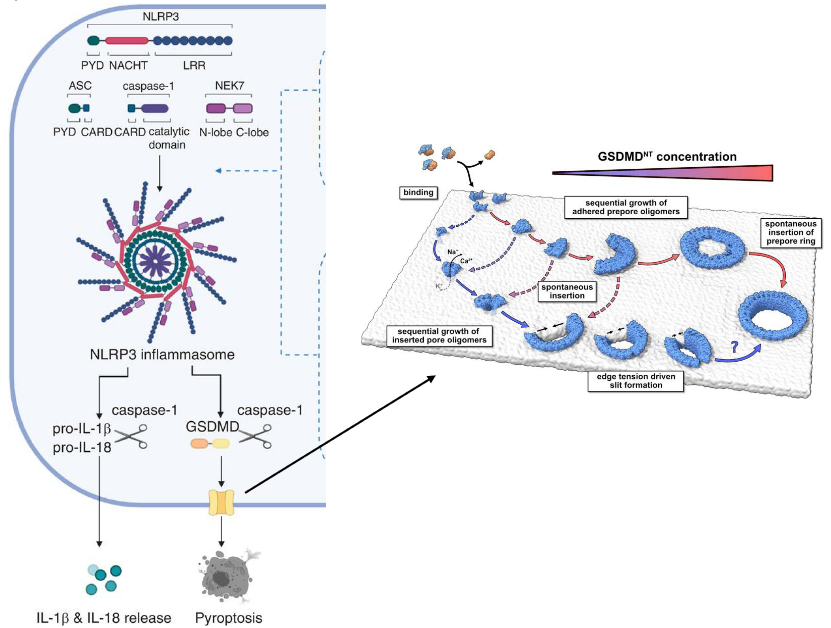 NLRP3
PYD NACHT LRR
ASC caspase-1 NEK7
PYD CARD CARD catalytic domain N-lobe C-lobe
NLRP3 inflammasome
caspase-1 caspase-1
pro-IL-1β
pro-IL-18
GSDMD
IL-1β & IL-18 release Pyroptosis
GSDMDNT concentration
binding
sequential growth of
adhered prepore oligomers
spontaneous
insertion of
prepore ring
Na+
Ca2+
K+
spontaneous
insertion
sequential growth of
inserted pore oligomers
edge tension driven
slit formation
?